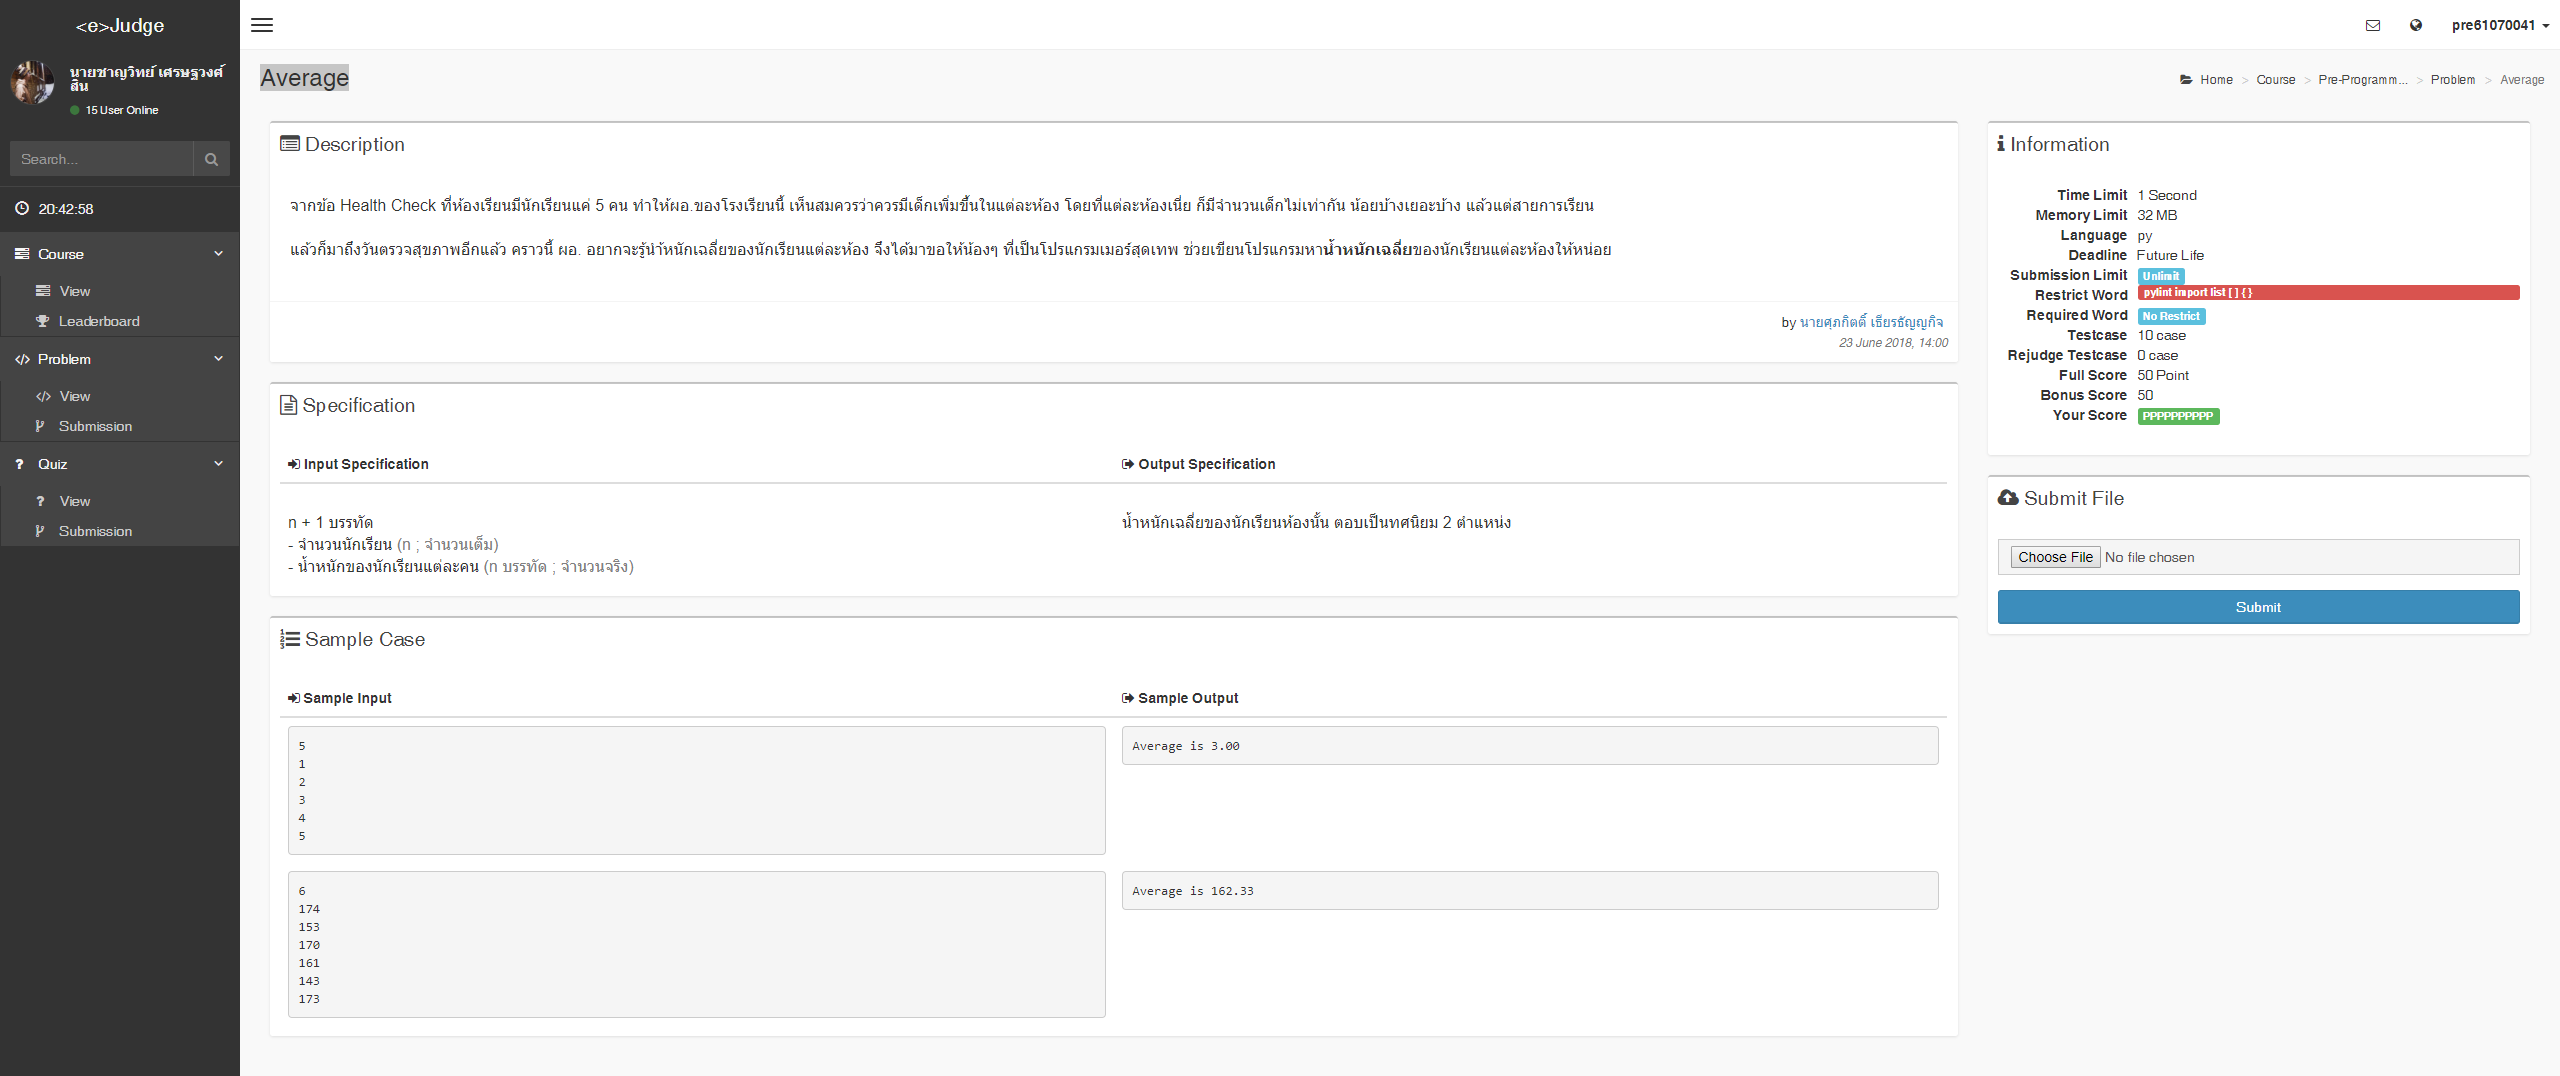 <e>Judge
pre61070041
นายชาญวิทย์ เศรษฐวงศ์
สิน
15 User Online
Search...
20:42:58
Course
View
Leaderboard
Problem
View
Submission
Quiz
View
Submission
Average
Home > Course > Pre-Programm... > Problem > Average
Description
จากข้อ Health Check ที่ห้องเรียนมีนักเรียนแค่ 5 คน ทำให้ผอ.ของโรงเรียนนี้ เห็นสมควรว่าควรมีเด็กเพิ่มขึ้นในแต่ละห้อง โดยที่แต่ละห้องเนี่ย ก็มีจำนวนเด็กไม่เท่ากัน น้อยบ้างเยอะบ้าง แล้วแต่สายการเรียน
แล้วก็มาถึงวันตรวจสุขภาพอีกแล้ว คราวนี้ ผอ. อยากจะรู้น้ำหนักเฉลี่ยของนักเรียนแต่ละห้อง จึงได้มาขอให้น้องๆ ที่เป็นโปรแกรมเมอร์สุดเทพ ช่วยเขียนโปรแกรมหาน้ำหนักเฉลี่ยของนักเรียนแต่ละห้องให้หน่อย
by นายศุภกิตติ์ เธียรธัญญกิจ
23 June 2018, 14:00
Specification
Input Specification
Output Specification
n + 1 บรรทัด
- จำนวนนักเรียน (n ; จำนวนเต็ม)
- น้ำหนักของนักเรียนแต่ละคน (n บรรทัด ; จำนวนจริง)
น้ำหนักเฉลี่ยของนักเรียนห้องนั้น ตอบเป็นทศนิยม 2 ตำแหน่ง
Sample Case
Sample Input
Sample Output
5
1
2
3
4
5
Average is 3.00
6
174
153
170
161
143
173
Average is 162.33
Information
Time Limit 1 Second
Memory Limit 32 MB
Language py
Deadline Future Life
Submission Limit Unlimit
Restrict Word pylint import list [ ] { }
Required Word No Restrict
Testcase 10 case
Rejudge Testcase 0 case
Full Score 50 Point
Bonus Score 50
Your Score PPPPPPPPPP
Submit File
Choose File No file chosen
Submit